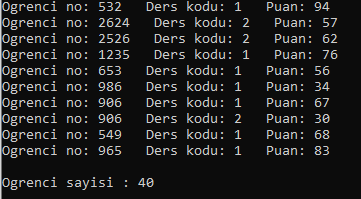 Ogrenci no: 532   Ders kodu: 1   Puan: 94
Ogrenci no: 2624   Ders kodu: 2   Puan: 57
Ogrenci no: 2526   Ders kodu: 2   Puan: 62
Ogrenci no: 1235   Ders kodu: 1   Puan: 76
Ogrenci no: 653   Ders kodu: 1   Puan: 56
Ogrenci no: 986   Ders kodu: 1   Puan: 34
Ogrenci no: 906   Ders kodu: 1   Puan: 67
Ogrenci no: 906   Ders kodu: 2   Puan: 30
Ogrenci no: 549   Ders kodu: 1   Puan: 68
Ogrenci no: 965   Ders kodu: 1   Puan: 83
Ogrenci sayisi : 40